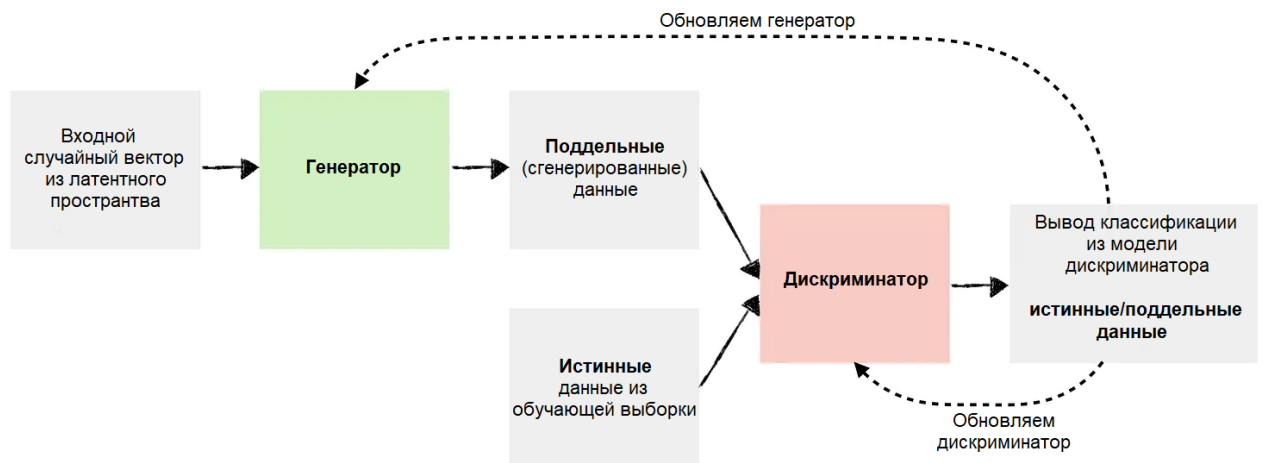 Обновляем генератор
Входной
случайный вектор
из латентного
пространтва
Генератор
Поддельные
(сгенерированные)
данные
Истинные
данные из
обучающей выборки
Дискриминатор
Вывод классификации
из модели
дискриминатора
истинные/поддельные
данные
Обновляем
дискриминатор